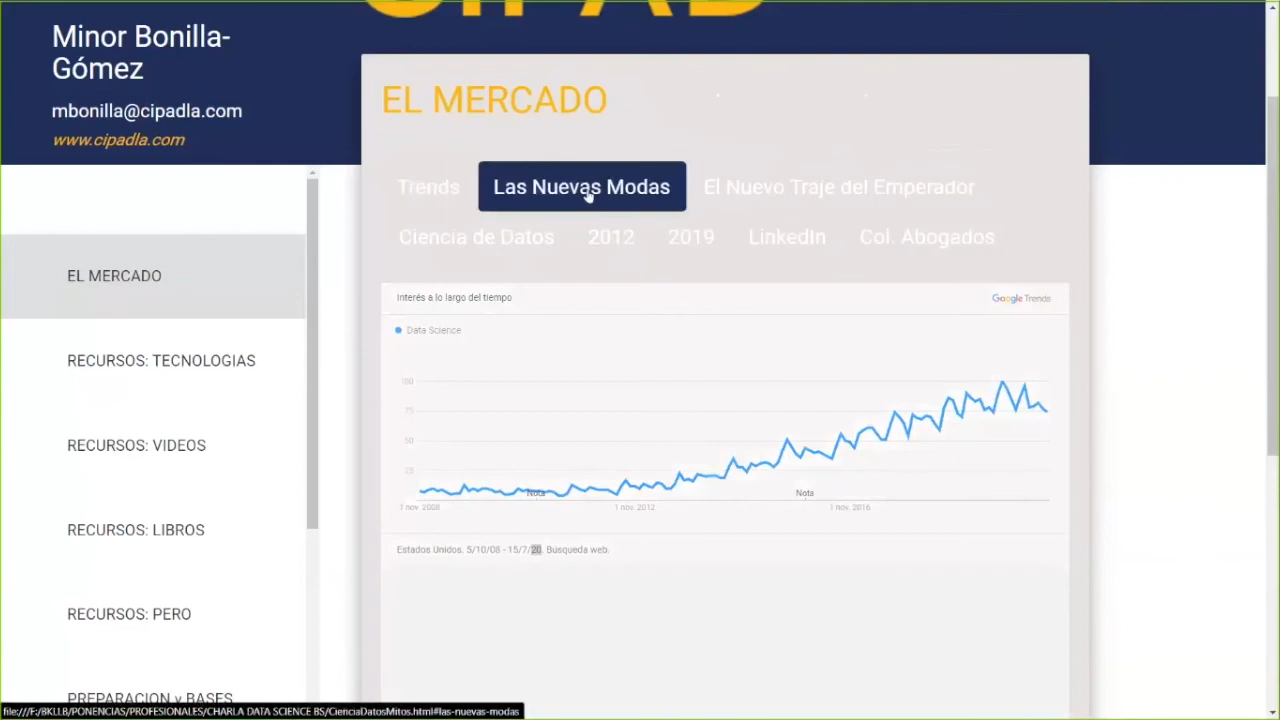 CIPAD
Minor Bonilla-
Gómez
mbonilla@cipadla.com
www.cipadla.com
EL MERCADO
RECURSOS: TECNOLOGIAS
RECURSOS: VIDEOS
RECURSOS: LIBROS
RECURSOS: PERO
PREPARACION y BASES
EL MERCADO
Trends Las Nuevas Modas El Nuevo Traje del Emperador
Ciencia de Datos 2012 2019 LinkedIn Col. Abogados
Interés a lo largo del tiempo Google Trends
Data Science
100
75
50
25
Nota Nota
1 nov. 2008 1 nov. 2012 1 nov. 2016
Estados Unidos. 5/10/08 - 15/7/20. Búsqueda web.
file:///F:/BKLLB/PONENCIAS/PROFESIONALES/CHARLA DATA SCIENCE BS/CienciaDatosMitos.html#las-nuevas-modas